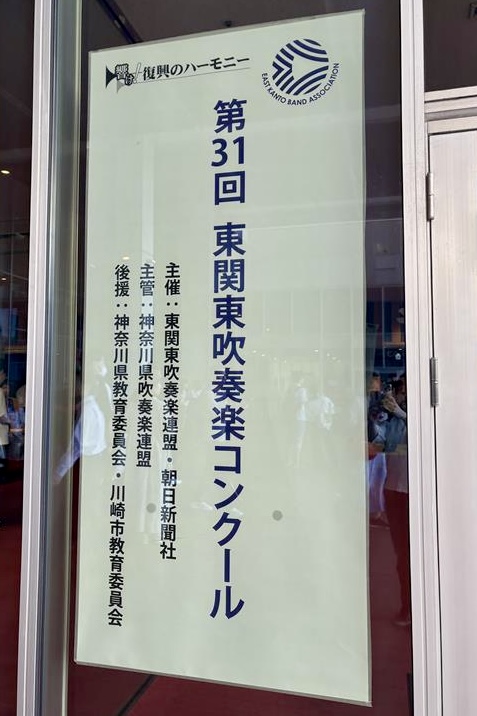 響け!復興のハーモニー
EAST KANTO BAND ASSOCIATION
第31回 東関東吹奏楽コンクール
主催:東関東吹奏楽連盟・朝日新聞社
主管:神奈川県吹奏楽連盟
後援:神奈川県教育委員会・川崎市教育委員会